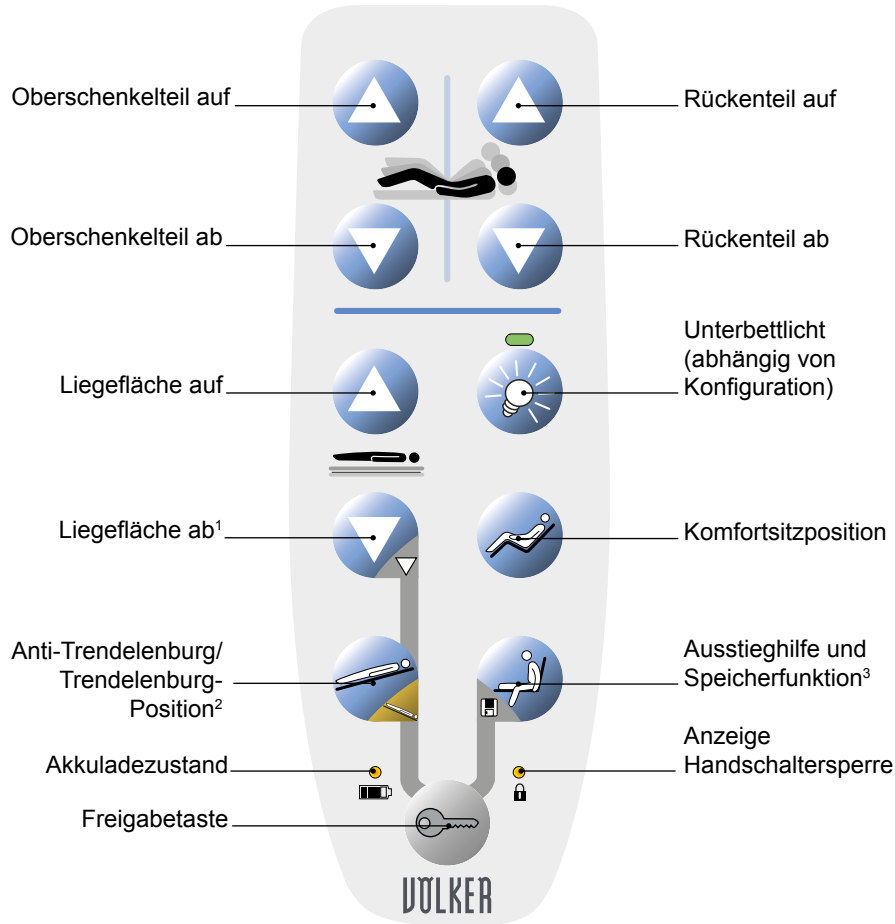 Oberschenkelteil auf
Rückenteil auf
Oberschenkelteil ab
Rückenteil ab
Liegefläche auf
Unterbettlicht
(abhängig von
Konfiguration)
Liegefläche ab¹
Komfortsitzposition
Anti-Trendelenburg/
Trendelenburg-
Position²
Ausstieghilfe und
Speicherfunktion³
Akkuladezustand
Anzeige
Handschaltersperre
Freigabetaste
VÖLKER